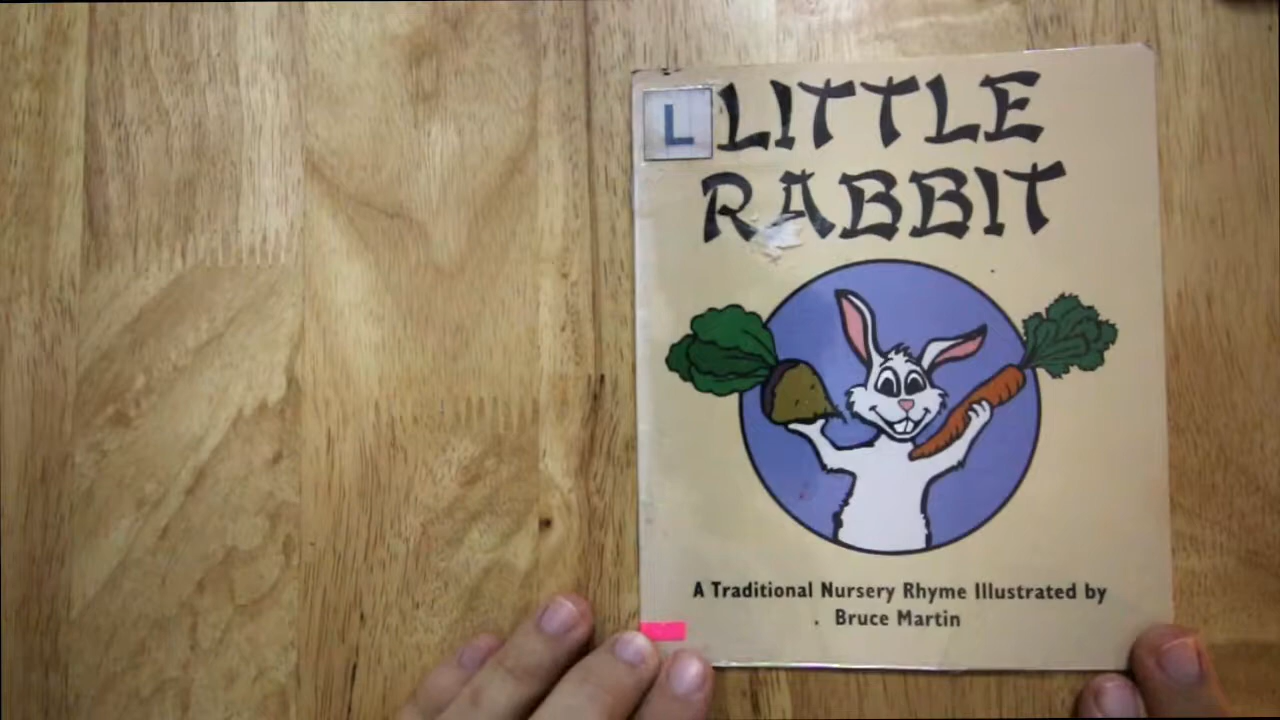 L
LITTLE
RABBIT
A Traditional Nursery Rhyme Illustrated by
Bruce Martin